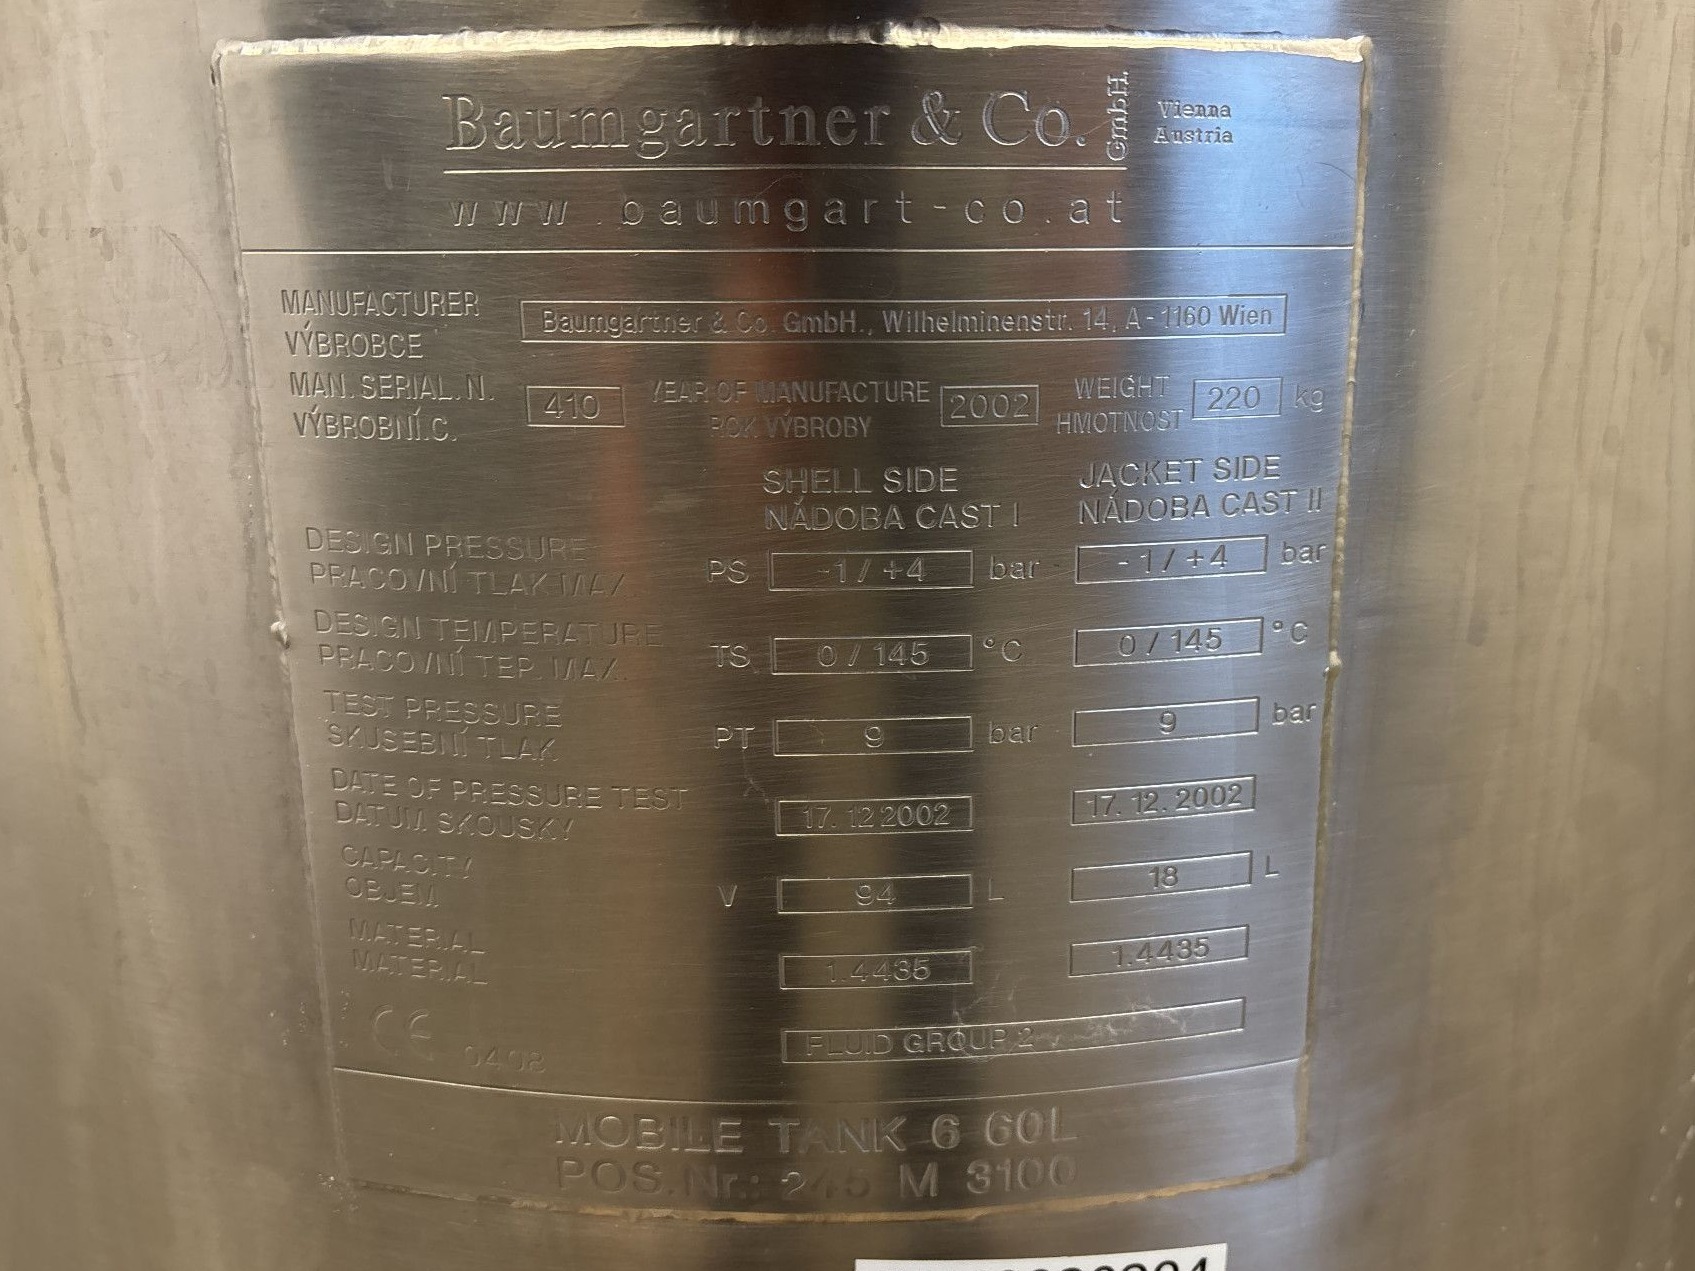 Baumgartner & Co. GmbH. Vienna Austria
www.baumgart-co.at
MANUFACTURER Baumgartner & Co. GmbH., Wilhelminenstr. 14, A - 1160 Wien
VÝBROBCE
MAN. SERIAL. N. 410 YEAR OF MANUFACTURE 2002 WEIGHT 220 kg
VÝBROBNÍ.C. ROK VÝBROBY HMOTNOST
SHELL SIDE JACKET SIDE
NÁDOBA CAST I NÁDOBA CAST II
DESIGN PRESSURE PS -1 / +4 bar -1 / +4 bar
PRACOVNÍ TLAK MAX.
DESIGN TEMPERATURE TS 0 / 145 °C 0 / 145 °C
PRACOVNÍ TEP. MAX.
TEST PRESSURE PT 9 bar 9 bar
SKUSEBNÍ TLAK
DATE OF PRESSURE TEST 17. 12 2002 17. 12. 2002
DATUM SKOUSKY
CAPACITY V 94 L 18 L
OBJEM
MATERIAL 1.4435 1.4435
MATERIAL
CE 0408 FLUID GROUP 2
MOBILE TANK 6 60L
POS.Nr.: 245 M 3100